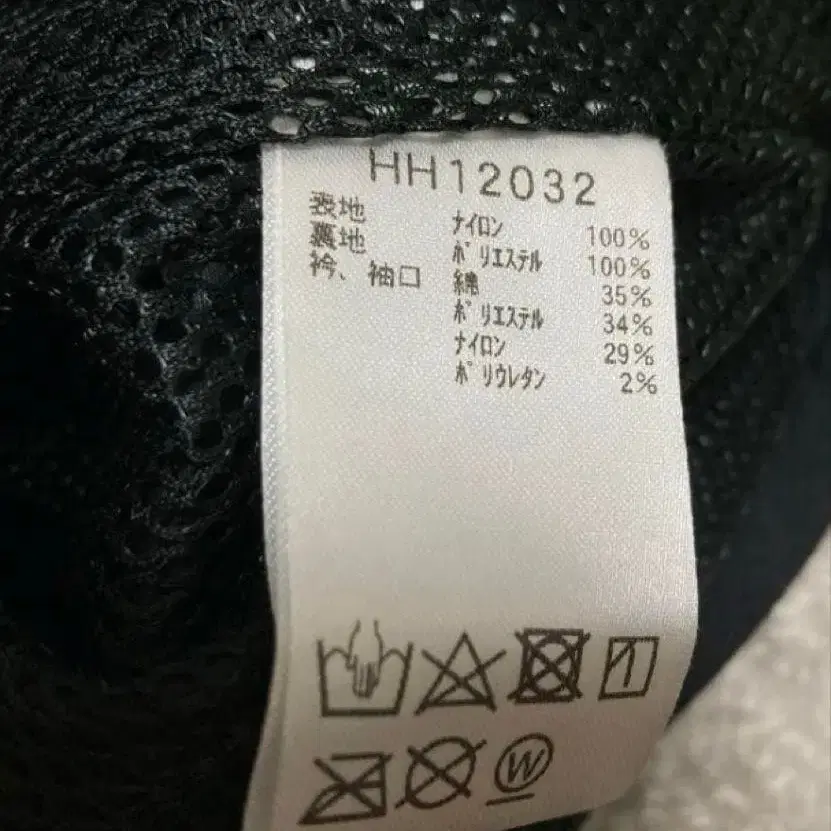 HH12032
表地 ナイロン 100%
裏地 ポリエステル 100%
衿、袖口 綿 35%
ポリエステル 34%
ナイロン 29%
ポリウレタン 2%
W